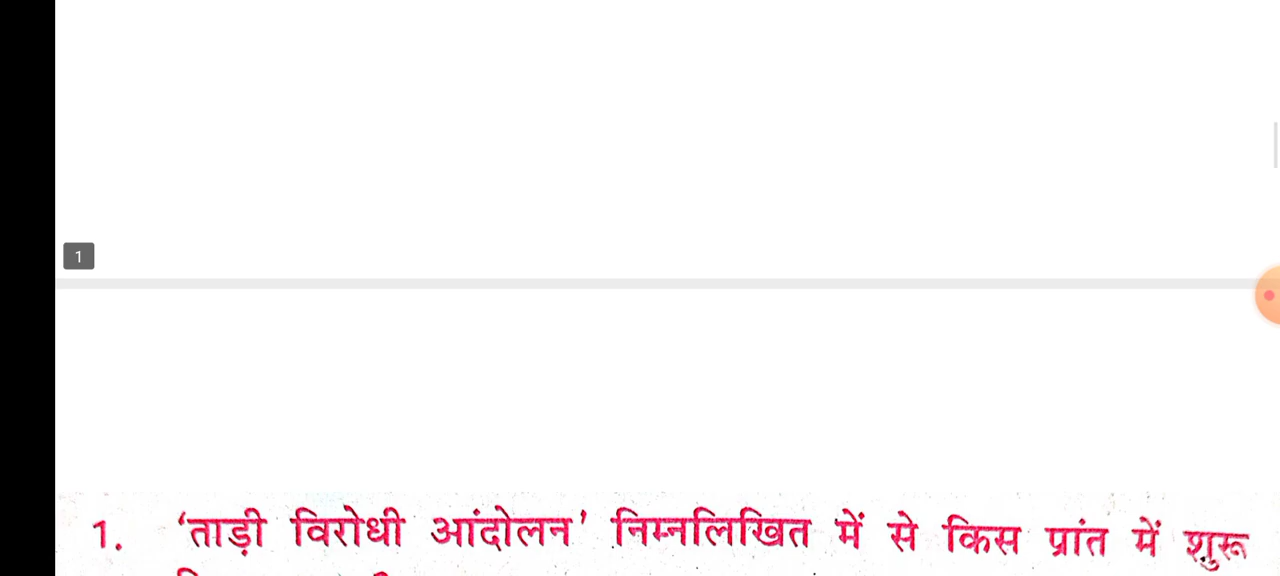 1
1. ‘ताड़ी विरोधी आंदोलन’ निम्नलिखित में से किस प्रांत में शुरू